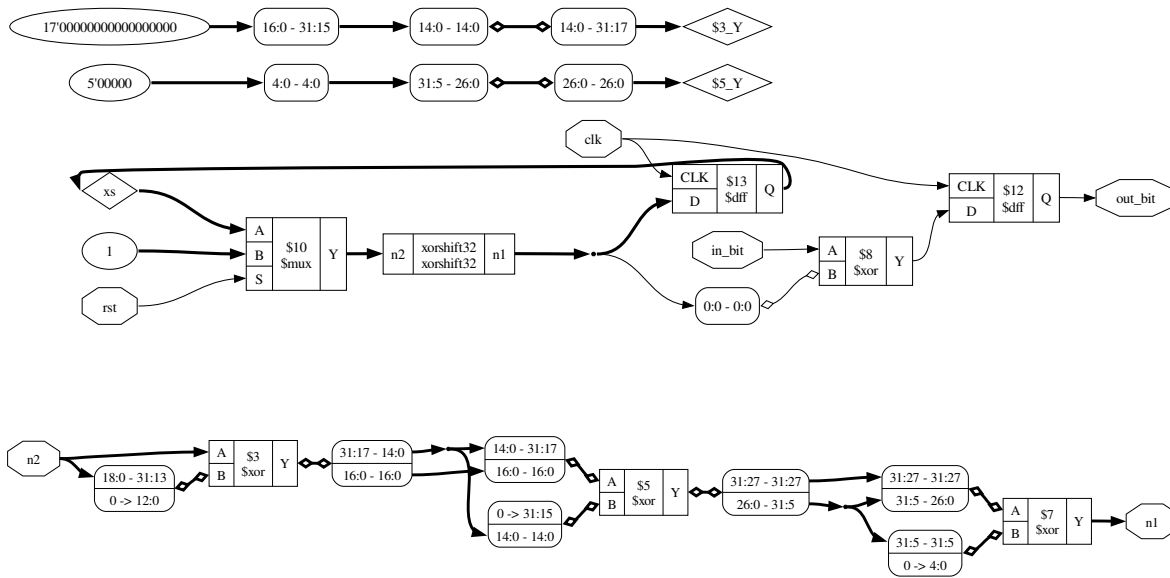 17'00000000000000000
16:0 - 31:15
14:0 - 14:0
14:0 - 31:17
$3_Y
5'00000
4:0 - 4:0
31:5 - 26:0
26:0 - 26:0
$5_Y
clk
xs
CLK
D
$13
$dff
Q
CLK
D
$12
$dff
Q
out_bit
1
A
B
S
$10
$mux
Y
n2
xorshift32
xorshift32
n1
in_bit
A
B
$8
$xor
Y
rst
0:0 - 0:0
n2
18:0 - 31:13
0 -> 12:0
A
B
$3
$xor
Y
31:17 - 14:0
16:0 - 16:0
14:0 - 31:17
16:0 - 16:0
0 -> 31:15
14:0 - 14:0
A
B
$5
$xor
Y
31:27 - 31:27
26:0 - 31:5
31:27 - 31:27
31:5 - 26:0
31:5 - 31:5
0 -> 4:0
A
B
$7
$xor
Y
n1